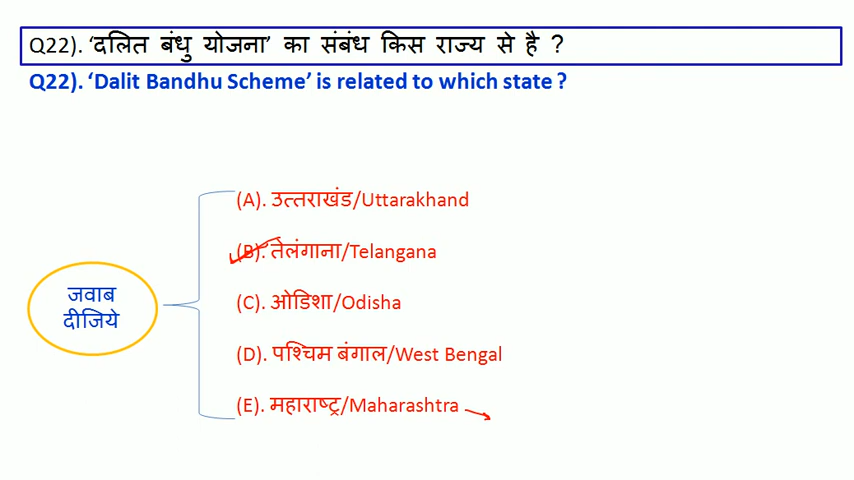 Q22). ‘दलित बंधु योजना’ का संबंध किस राज्य से है ?
Q22). ‘Dalit Bandhu Scheme’ is related to which state ?
(A). उत्तराखंड/Uttarakhand
(B). तेलंगाना/Telangana
(C). ओडिशा/Odisha
(D). पश्चिम बंगाल/West Bengal
(E). महाराष्ट्र/Maharashtra
जवाब
दीजिये